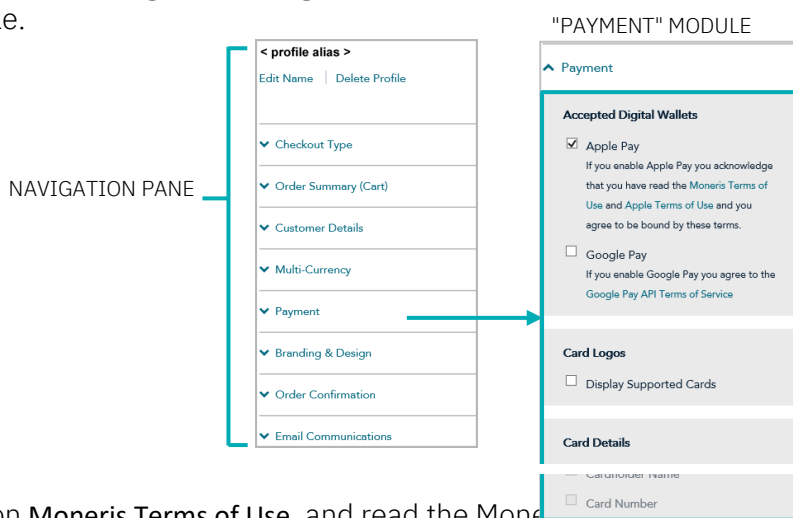 e.
"PAYMENT" MODULE
< profile alias >
Edit Name | Delete Profile
Checkout Type
Order Summary (Cart)
Customer Details
Multi-Currency
Payment
Branding & Design
Order Confirmation
Email Communications
NAVIGATION PANE
Payment
Accepted Digital Wallets
Apple Pay
If you enable Apple Pay you acknowledge
that you have read the Moneris Terms of
Use and Apple Terms of Use and you
agree to be bound by these terms.
Google Pay
If you enable Google Pay you agree to the
Google Pay API Terms of Service
Card Logos
Display Supported Cards
Card Details
Cardholder Name
Card Number
on Moneris Terms of Use, and read the Mone